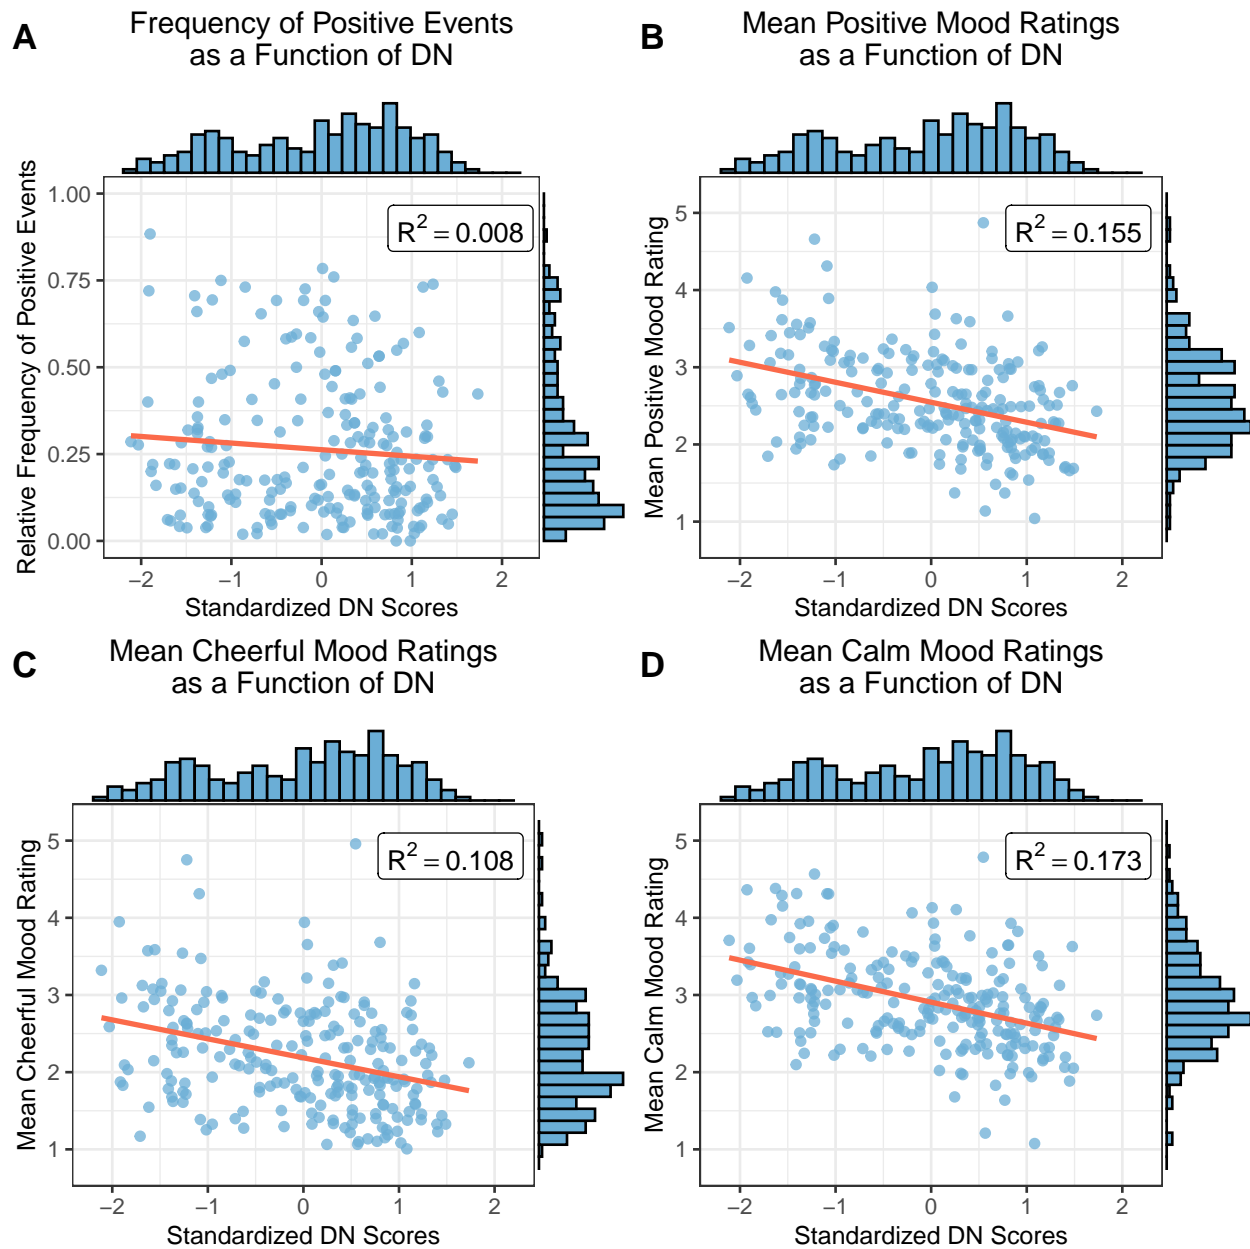 A
Frequency of Positive Events
as a Function of DN
Relative Frequency of Positive Events
1.00
0.75
0.50
0.25
0.00
R² = 0.008
−2 −1 0 1 2
Standardized DN Scores
B
Mean Positive Mood Ratings
as a Function of DN
Mean Positive Mood Rating
5
4
3
2
1
R² = 0.155
−2 −1 0 1 2
Standardized DN Scores
C
Mean Cheerful Mood Ratings
as a Function of DN
Mean Cheerful Mood Rating
5
4
3
2
1
R² = 0.108
−2 −1 0 1 2
Standardized DN Scores
D
Mean Calm Mood Ratings
as a Function of DN
Mean Calm Mood Rating
5
4
3
2
1
R² = 0.173
−2 −1 0 1 2
Standardized DN Scores